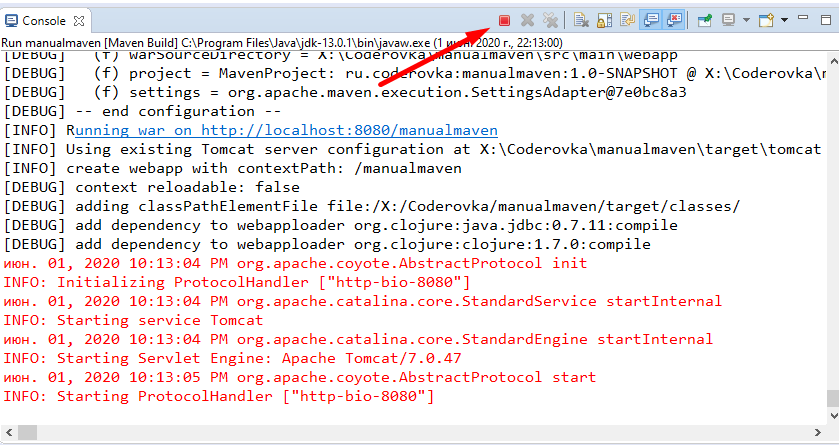 Console
Run manualmaven [Maven Build] C:\Program Files\Java\jdk-13.0.1\bin\javaw.exe (1 июн. 2020 г., 22:13:00)
[DEBUG]   (f) warSourceDirectory = X:\Coderovka\manualmaven\src\main\webapp
[DEBUG]   (f) project = MavenProject: ru.coderovka:manualmaven:1.0-SNAPSHOT @ X:\Coderovka\
[DEBUG]   (f) settings = org.apache.maven.execution.SettingsAdapter@7e0bc8a3
[DEBUG] -- end configuration --
[INFO] Running war on http://localhost:8080/manualmaven
[INFO] Using existing Tomcat server configuration at X:\Coderovka\manualmaven\target\tomcat
[INFO] create webapp with contextPath: /manualmaven
[DEBUG] context reloadable: false
[DEBUG] adding classPathElementFile file:/X:/Coderovka/manualmaven/target/classes/
[DEBUG] add dependency to webapploader org.clojure:java.jdbc:0.7.11:compile
[DEBUG] add dependency to webapploader org.clojure:clojure:1.7.0:compile
июн. 01, 2020 10:13:04 PM org.apache.coyote.AbstractProtocol init
INFO: Initializing ProtocolHandler ["http-bio-8080"]
июн. 01, 2020 10:13:04 PM org.apache.catalina.core.StandardService startInternal
INFO: Starting service Tomcat
июн. 01, 2020 10:13:04 PM org.apache.catalina.core.StandardEngine startInternal
INFO: Starting Servlet Engine: Apache Tomcat/7.0.47
июн. 01, 2020 10:13:05 PM org.apache.coyote.AbstractProtocol start
INFO: Starting ProtocolHandler ["http-bio-8080"]